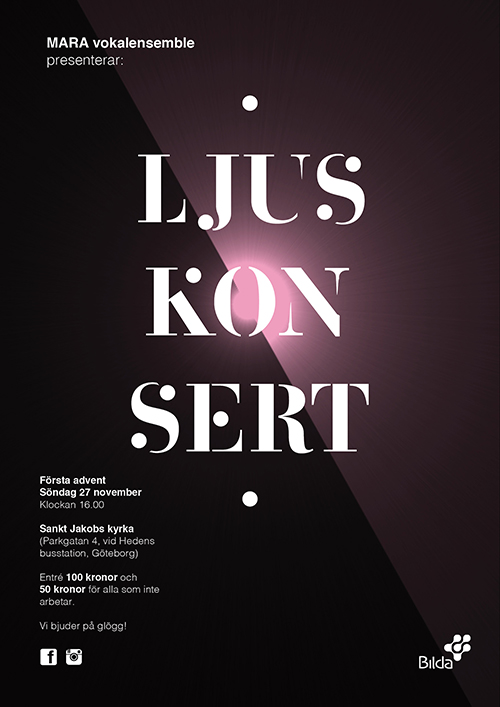 MARA vokalensemble
presenterar:
LJUS
KON
SERT
Första advent
Söndag 27 november
Klockan 16.00
Sankt Jakobs kyrka
(Parkgatan 4, vid Hedens
busstation, Göteborg)
Entré 100 kronor och
50 kronor för alla som inte
arbetar.
Vi bjuder på glögg!
f
Bilda